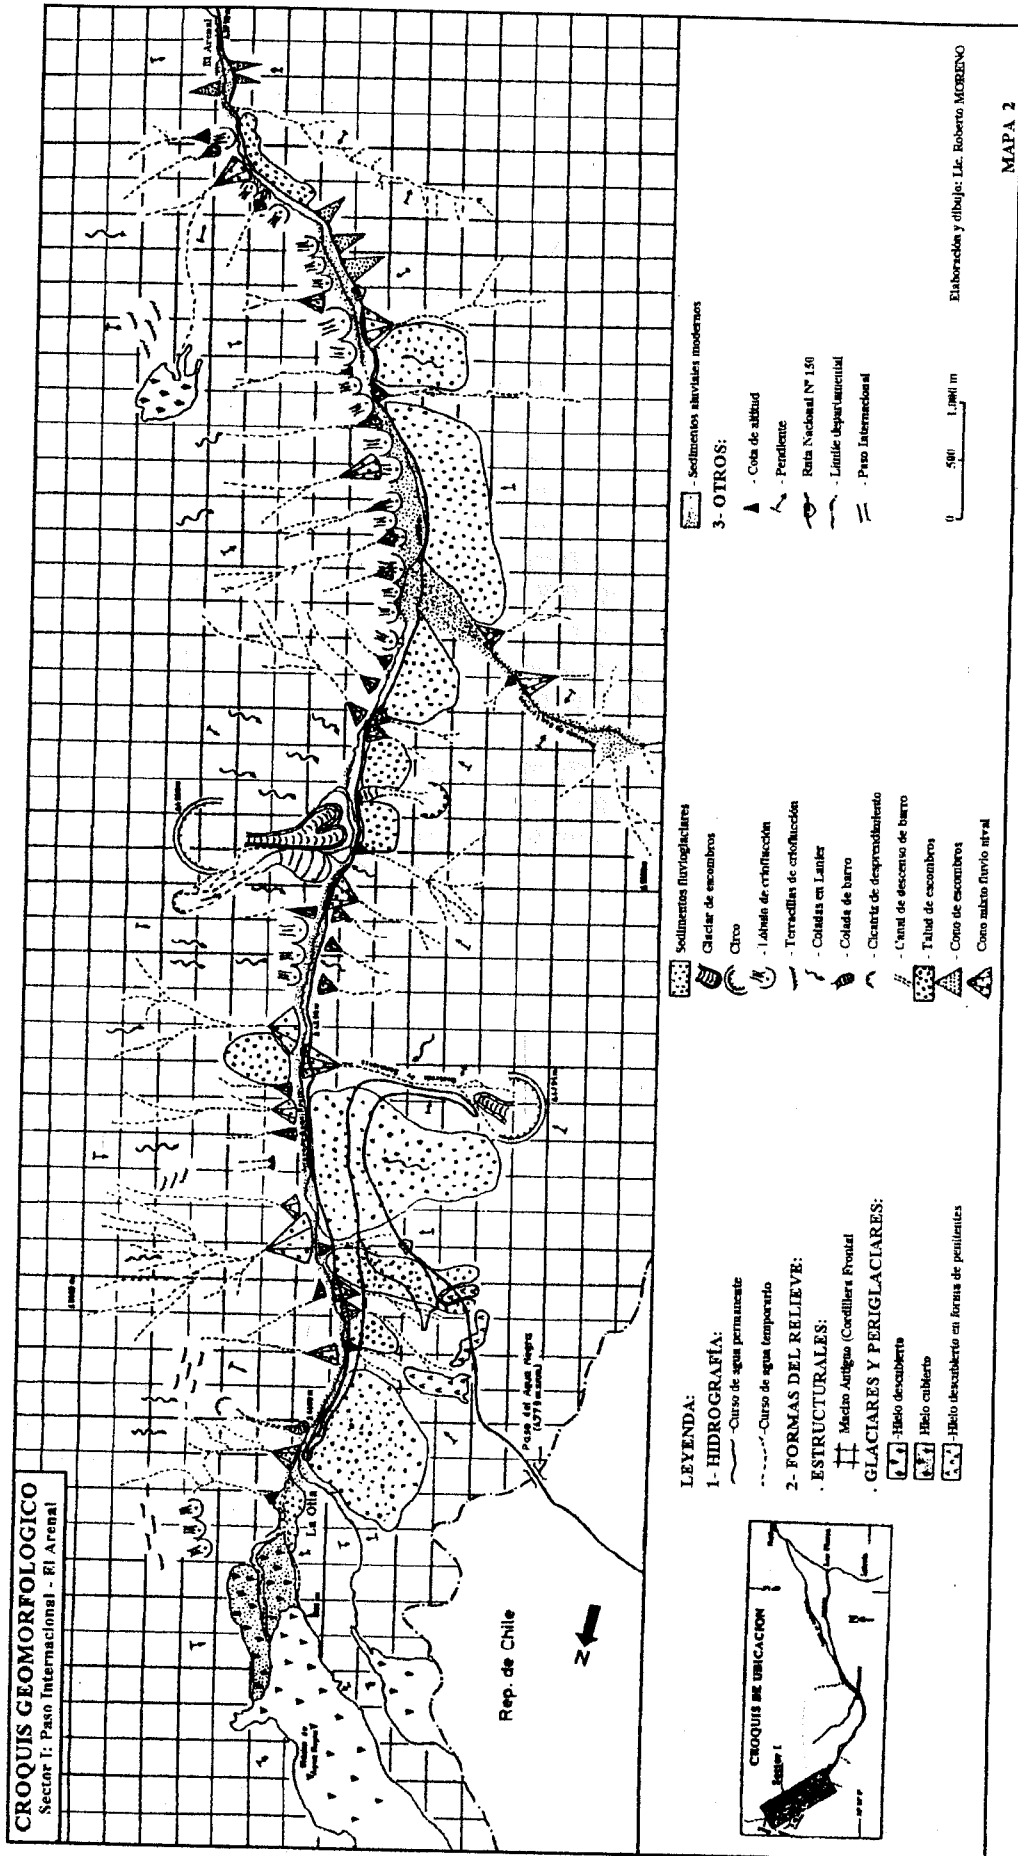 CROQUIS GEOMORFOLOGICO
Sector I: Paso Internacional - El Arenal
El Arenal
La Olla
Paso del Agua Negra
(4.779 m.s.n.m.)
Rep. de Chile
N
CROQUIS DE UBICACION
Sector I
N
LEYENDA:
1- HIDROGRAFÍA:
-Curso de agua permanente
-Curso de agua temporario
2- FORMAS DEL RELIEVE:
. ESTRUCTURALES:
Macizo Antiguo (Cordillera Frontal
. GLACIARES Y PERIGLACIARES:
-Hielo descubierto
Hielo cubierto
-Hielo descubierto en forma de penitentes
Sedimentos fluvioglaciares
Glaciar de escombros
Circo
- Lóbulo de crioflucción
- Terracillas de crioflucción
- Coladas en Lanier
- Colada de barro
- Cicatriz de desprendimiento
- Canal de descenso de barro
- Talud de escombros
- Cono de escombros
Cono mixto fluvio nival
- Sedimentos aluviales modernos
3- OTROS:
- Cota de altitud
- Pendiente
Ruta Nacional Nº 150
- Limite departamental
- Paso Internacional
0 500 1.000 m
Elaboración y dibujo: Lic. Roberto MORENO
MAPA 2